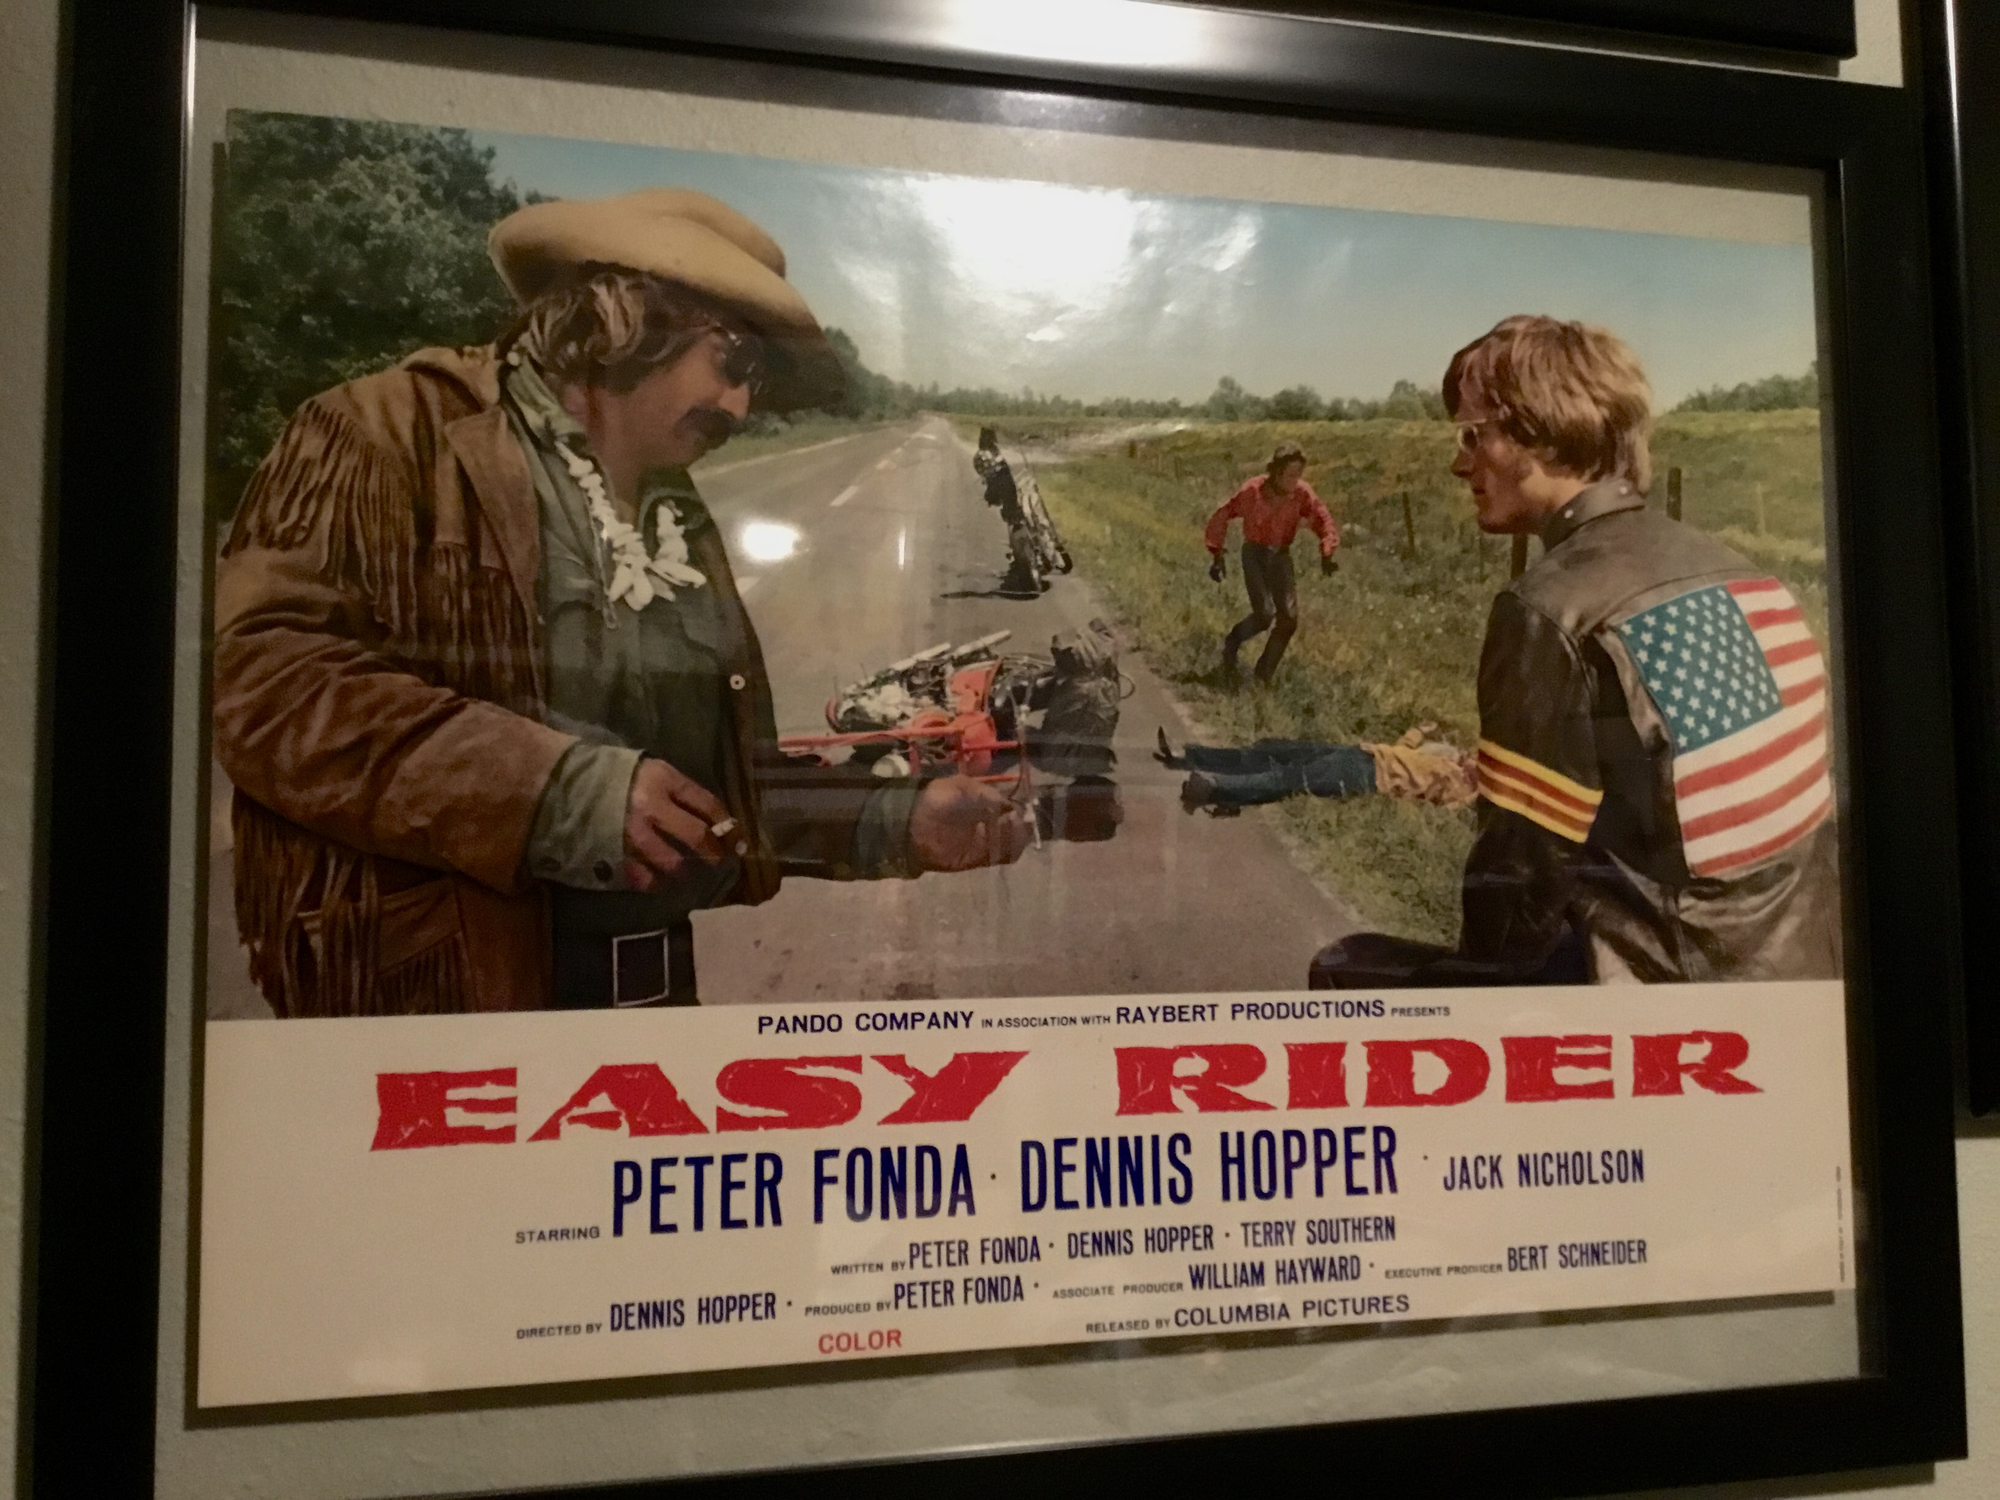 PANDO COMPANY IN ASSOCIATION WITH RAYBERT PRODUCTIONS PRESENTS
EASY RIDER
STARRING PETER FONDA · DENNIS HOPPER · JACK NICHOLSON
WRITTEN BY PETER FONDA · DENNIS HOPPER · TERRY SOUTHERN
DIRECTED BY DENNIS HOPPER · PRODUCED BY PETER FONDA · ASSOCIATE PRODUCER WILLIAM HAYWARD · EXECUTIVE PRODUCER BERT SCHNEIDER
COLOR RELEASED BY COLUMBIA PICTURES